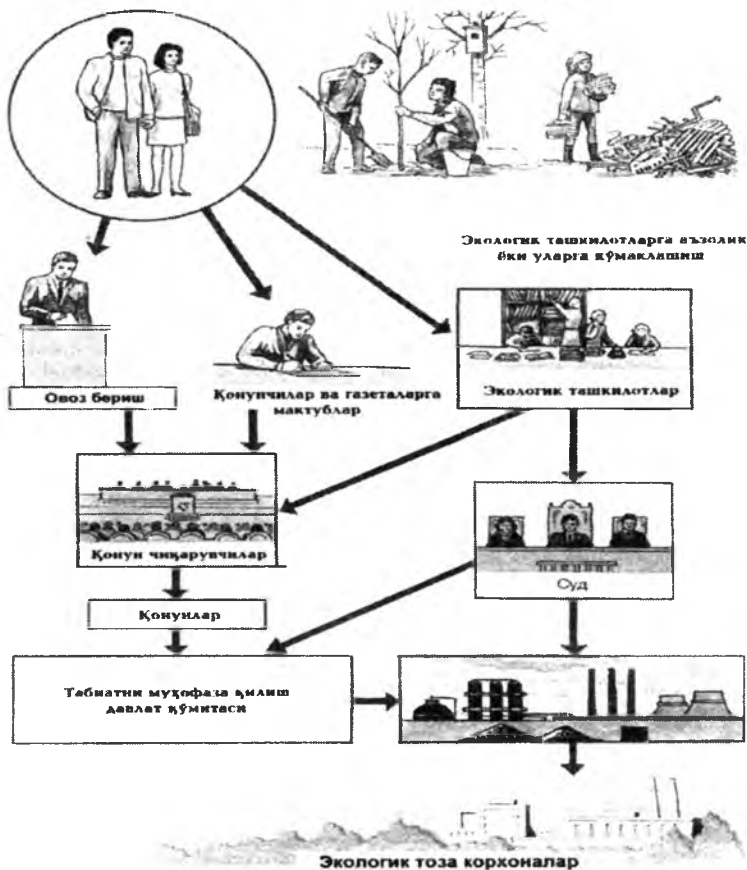 Экологик ташкилотларга аъзолик
ёки уларга кўмаклашиш
Овоз бериш
Қонунчилар ва газеталарга
мактублар
Экологик ташкилотлар
Қонун чиқарувчилар
Суд
Қонунлар
Табиатни муҳофаза қилиш
давлат қўмитаси
Экологик тоза корхоналар